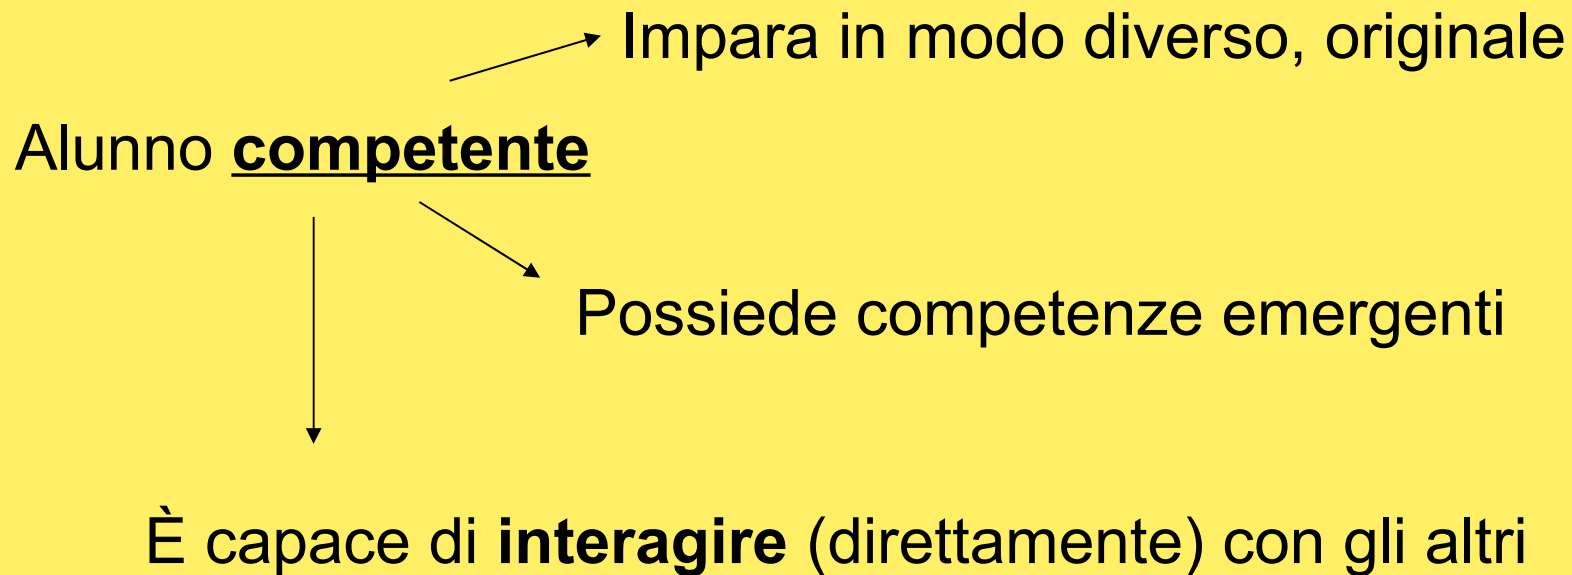 Impara in modo diverso, originale
Alunno competente
Possiede competenze emergenti
È capace di interagire (direttamente) con gli altri